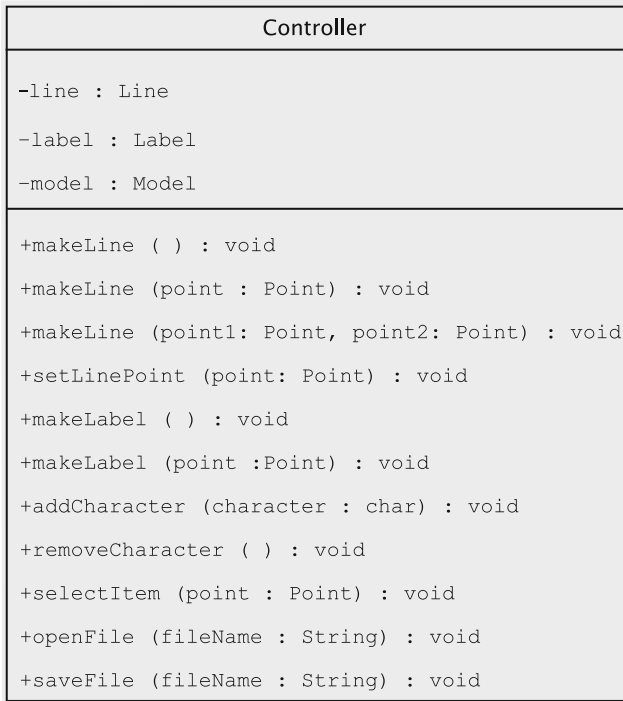 Controller
-line : Line
-label : Label
-model : Model
+makeLine ( ) : void
+makeLine (point : Point) : void
+makeLine (point1: Point, point2: Point) : void
+setLinePoint (point: Point) : void
+makeLabel ( ) : void
+makeLabel (point :Point) : void
+addCharacter (character : char) : void
+removeCharacter ( ) : void
+selectItem (point : Point) : void
+openFile (fileName : String) : void
+saveFile (fileName : String) : void